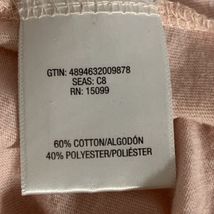 GTIN: 4894632009878
SEAS: C8
RN: 15099
60% COTTON/ALGODÓN
40% POLYESTER/POLIÉSTER